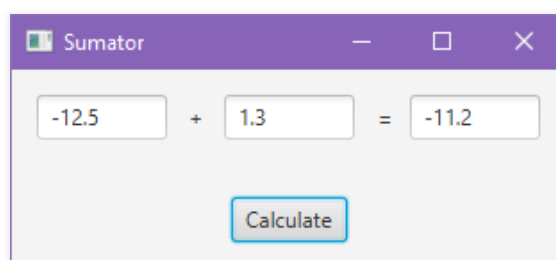 Sumator
-12.5 + 1.3 = -11.2
Calculate